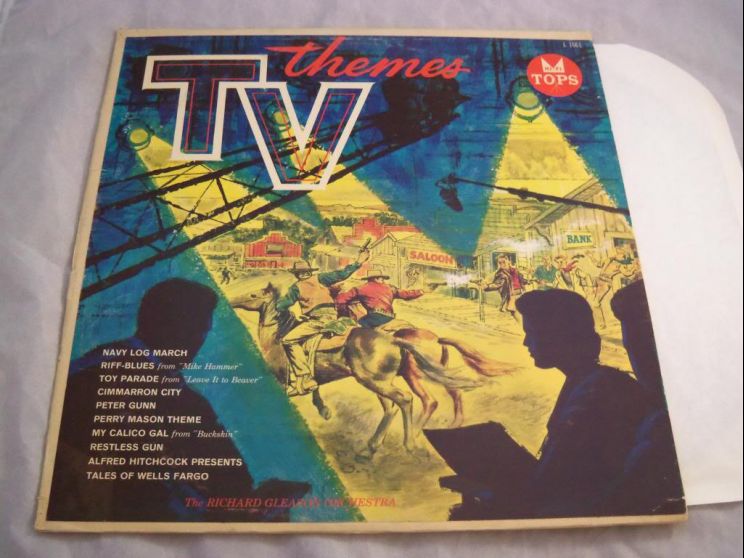 themes
TV
L 1661
TOPS
SALOON
BANK
NAVY LOG MARCH
RIFF-BLUES from "Mike Hammer"
TOY PARADE from "Leave It to Beaver"
CIMMARRON CITY
PETER GUNN
PERRY MASON THEME
MY CALICO GAL from "Buckskin"
RESTLESS GUN
ALFRED HITCHCOCK PRESENTS
TALES OF WELLS FARGO
The RICHARD GLEASON ORCHESTRA